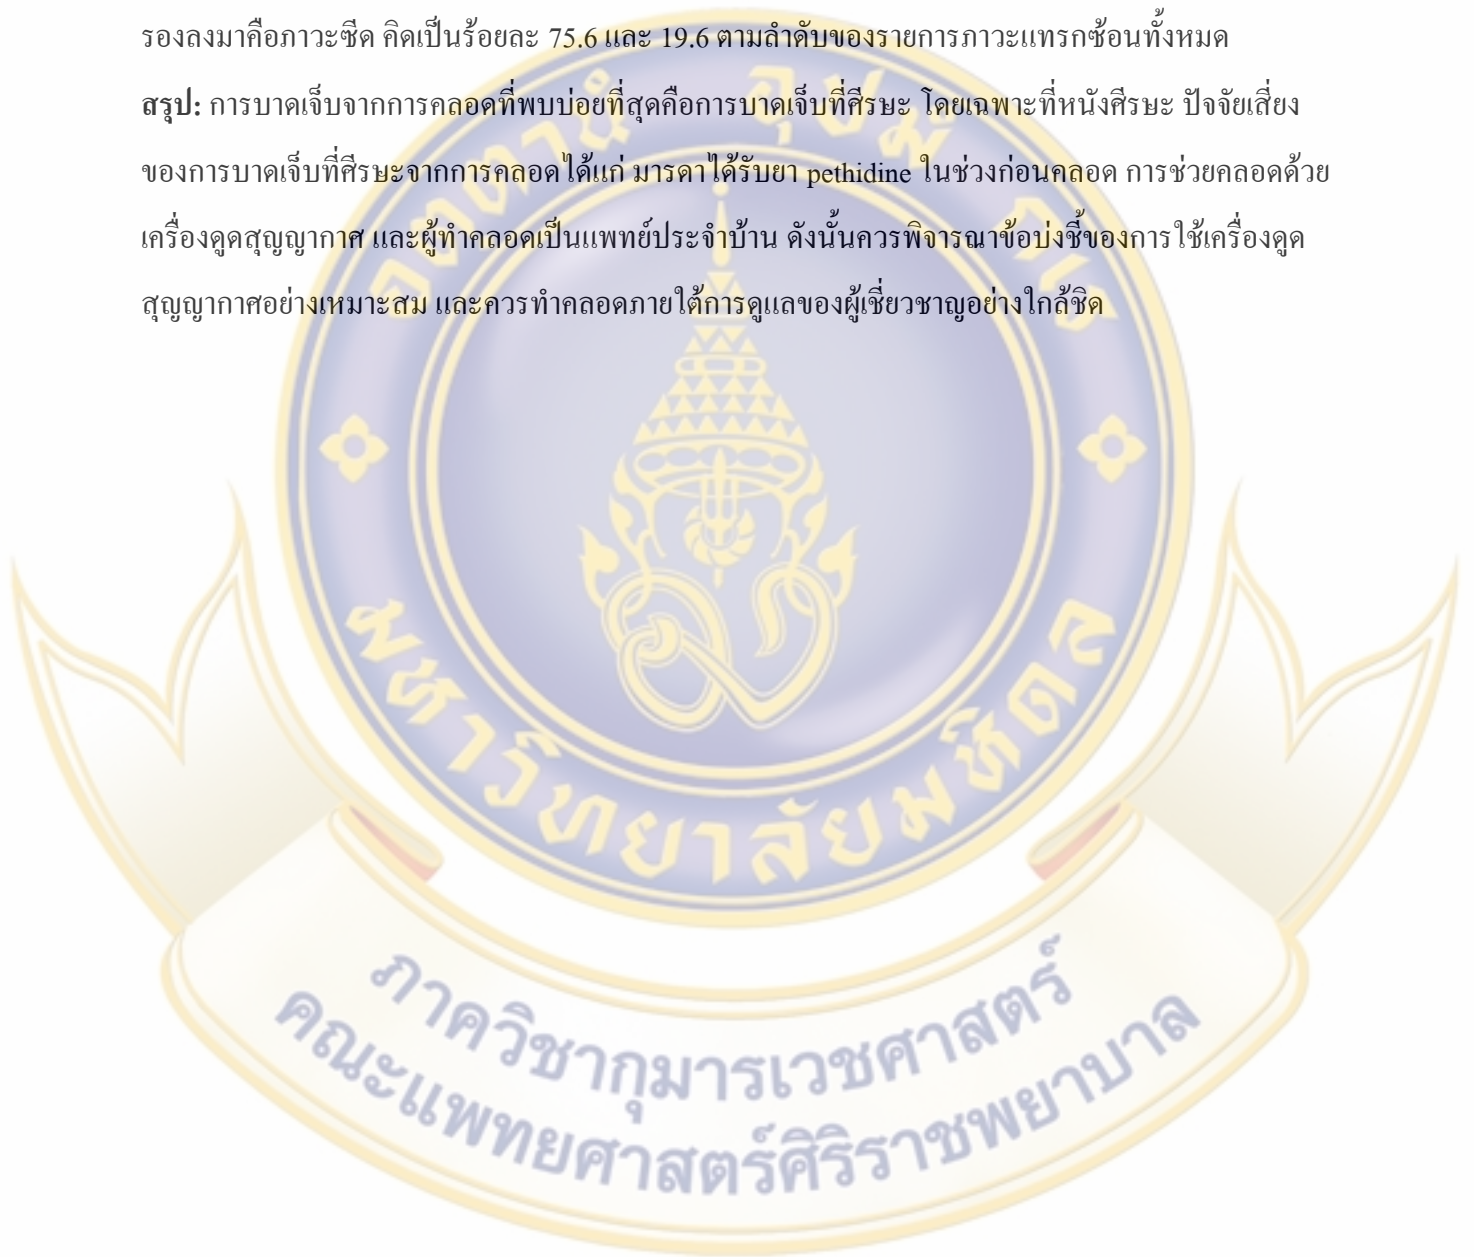 รองลงมาคือภาวะซีด คิดเป็นร้อยละ 75.6 และ 19.6 ตามลำดับของรายการภาวะแทรกซ้อนทั้งหมด
สรุป: การบาดเจ็บจากการคลอดที่พบบ่อยที่สุดคือการบาดเจ็บที่ศีรษะ โดยเฉพาะที่หนังศีรษะ ปัจจัยเสี่ยง
ของการบาดเจ็บที่ศีรษะจากการคลอดได้แก่ มารดาได้รับยา pethidine ในช่วงก่อนคลอด การช่วยคลอดด้วย
เครื่องดูดสุญญากาศ และผู้ทำคลอดเป็นแพทย์ประจำบ้าน ดังนั้นควรพิจารณาข้อบ่งชี้ของการใช้เครื่องดูด
สุญญากาศอย่างเหมาะสม และควรทำคลอดภายใต้การดูแลของผู้เชี่ยวชาญอย่างใกล้ชิด
อตฺตานํ อุปมํ กเร
มหาวิทยาลัยมหิดล
ภาควิชากุมารเวชศาสตร์
คณะแพทยศาสตร์ศิริราชพยาบาล